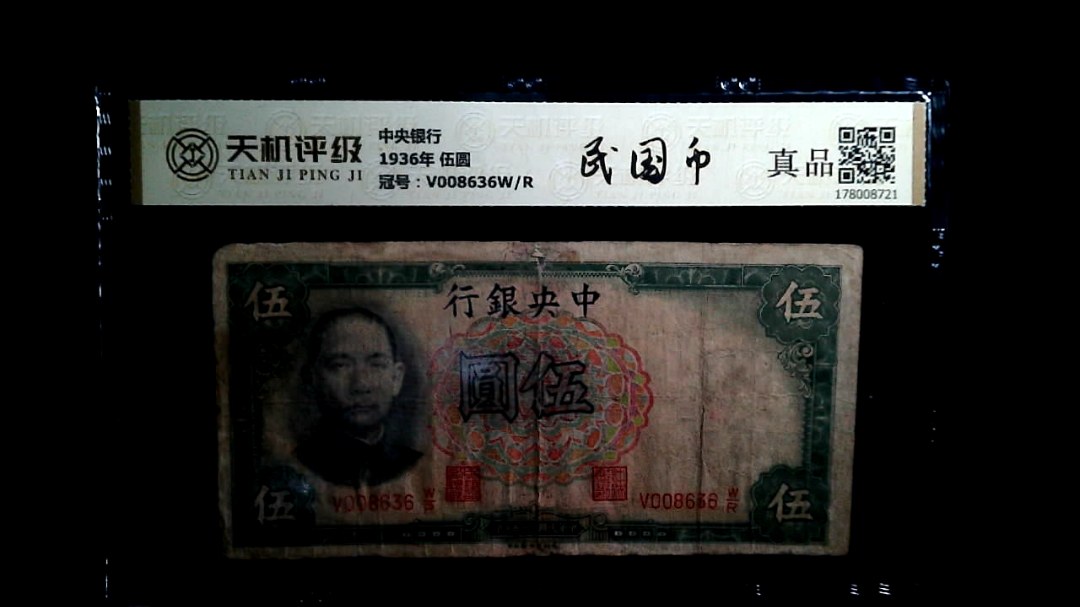 天机评级
TIAN JI PING JI
中央银行
1936年 伍圆
冠号：V008636W/R
民国币
真品
178008721
伍
行銀央中
伍
圓伍
伍
V008636 W/
V008636 W/R
伍